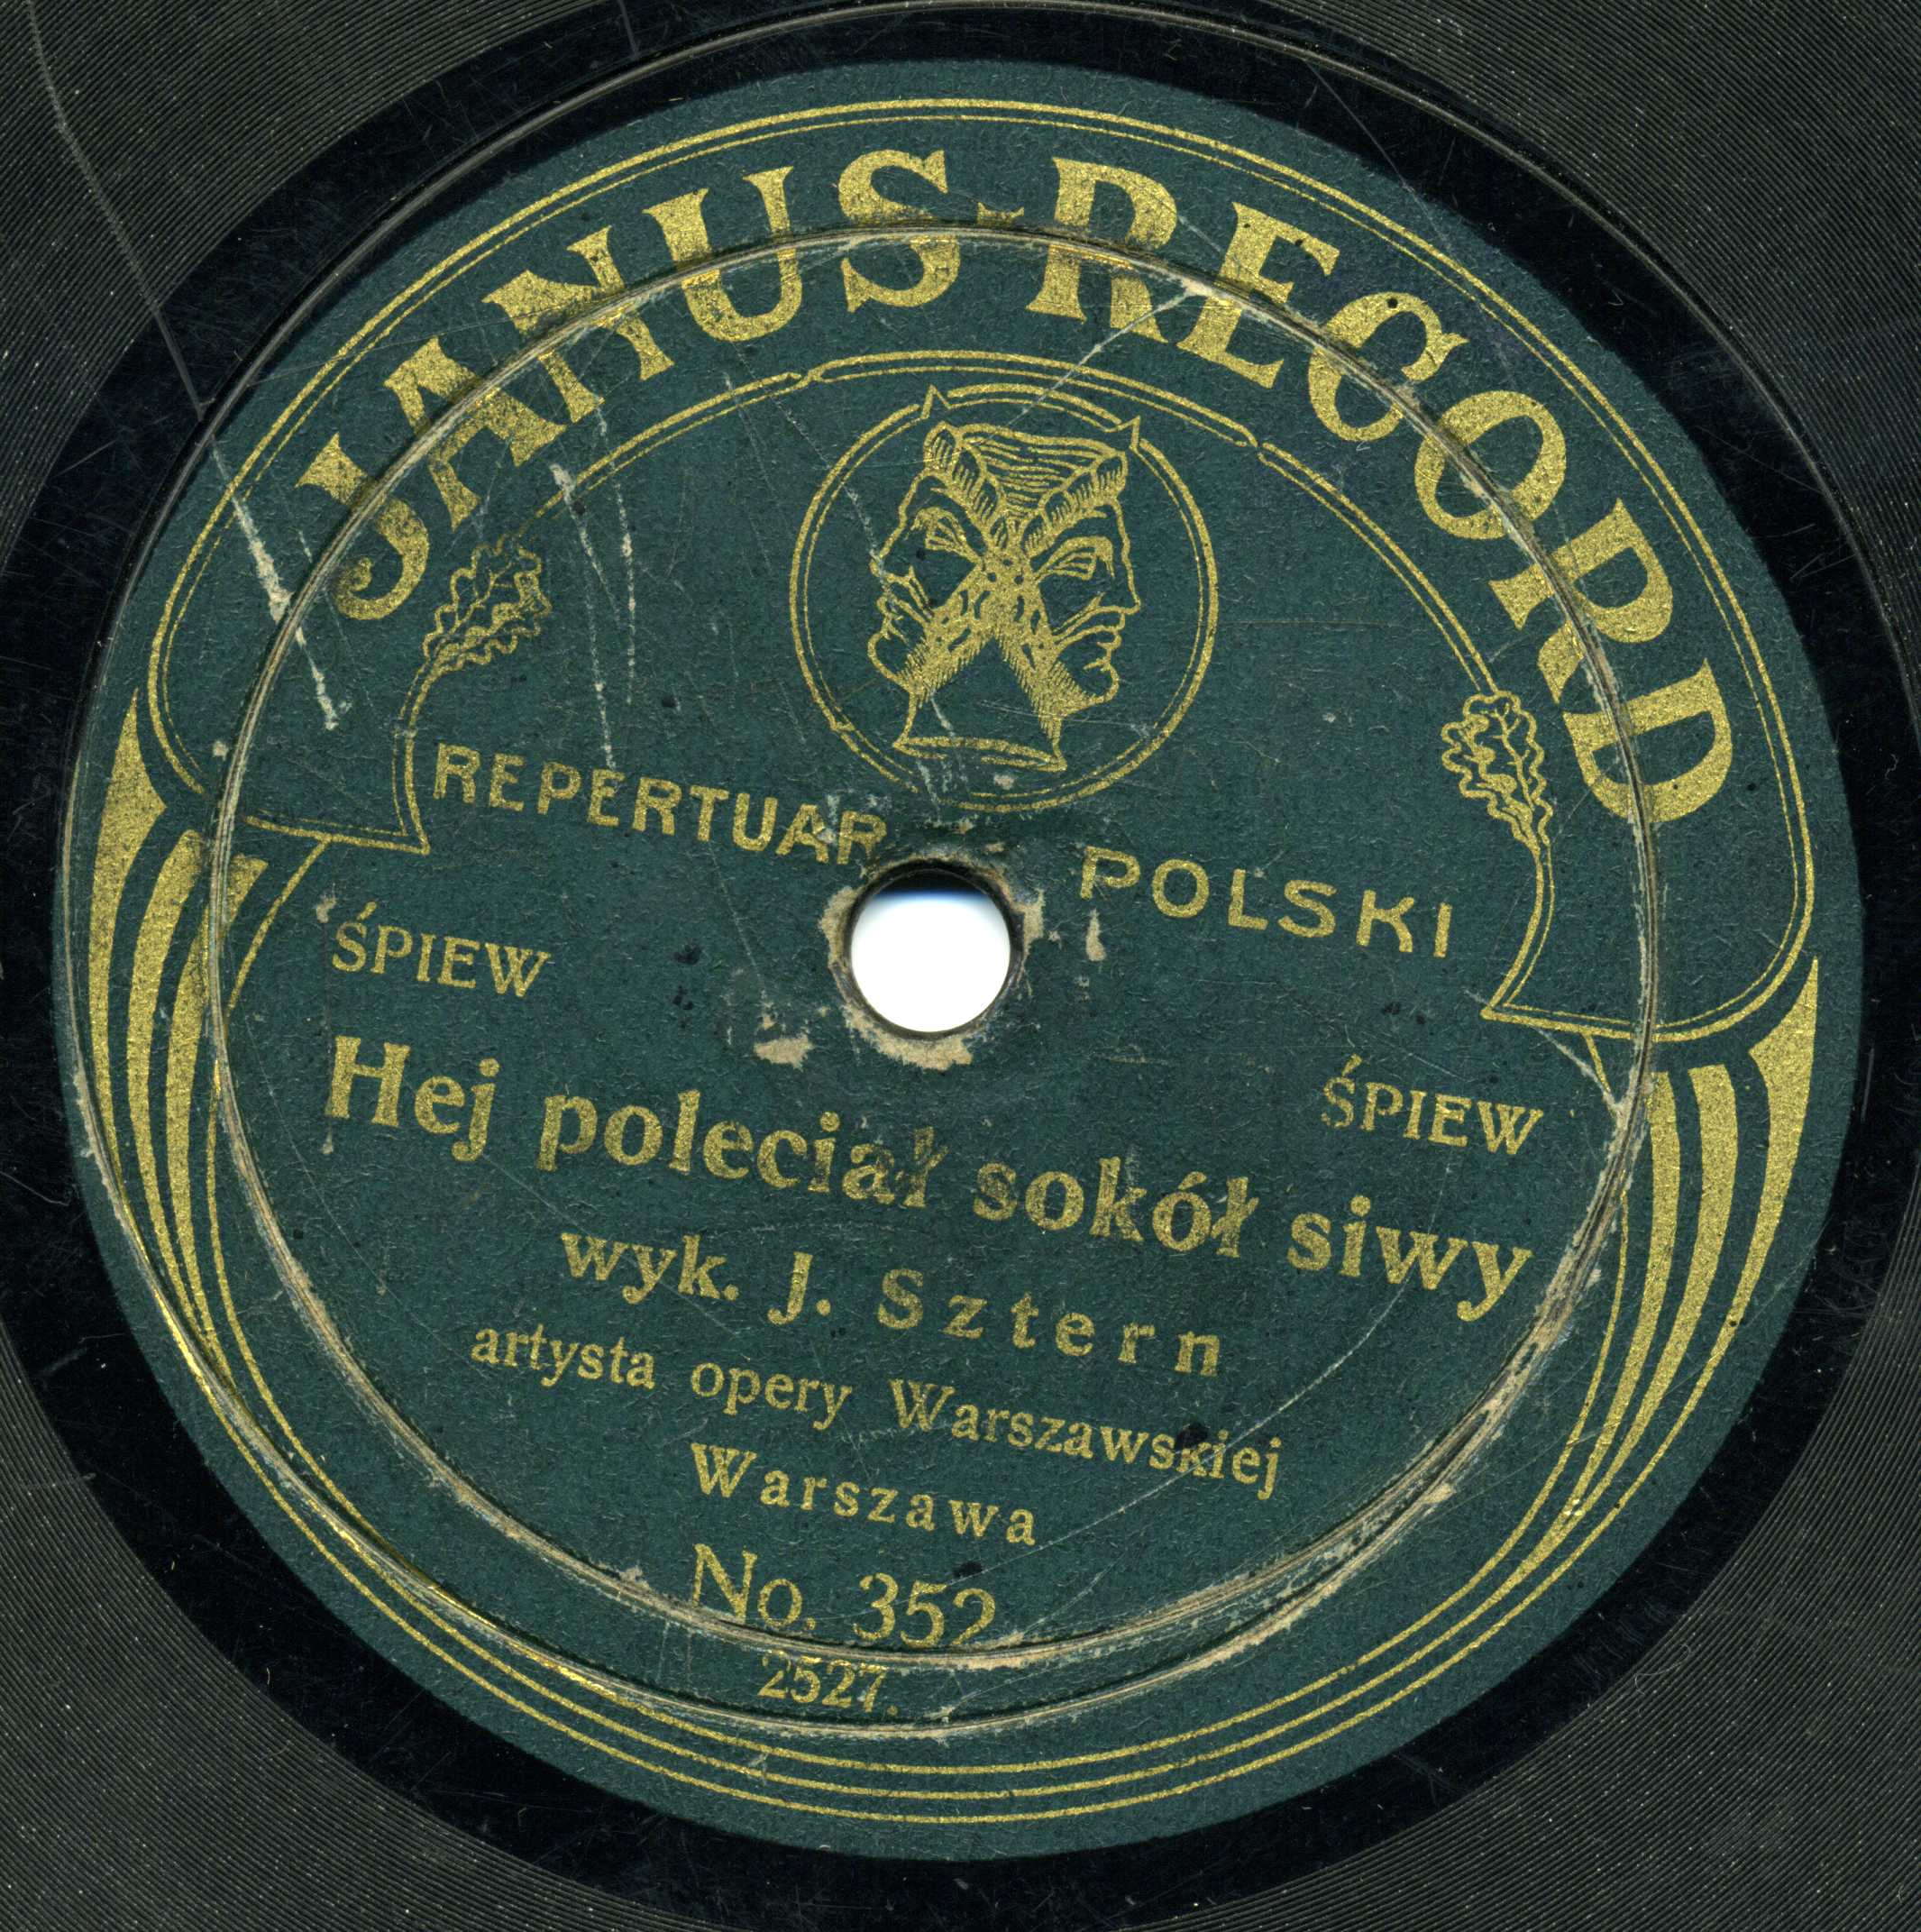 JANUS-RECORD
REPERTUAR POLSKI
ŚPIEW ŚPIEW
Hej poleciał sokół siwy
wyk. J. Sztern
artysta opery Warszawskiej
Warszawa
No. 352
2527.